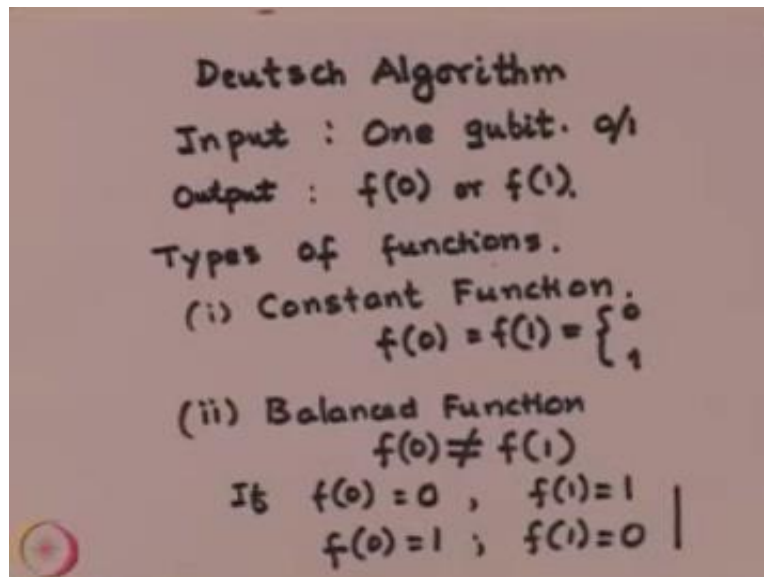 Deutsch Algorithm
Input : One qubit. 0/1
Output : f(0) or f(1).
Types of functions.
(i) Constant Function.
f(0) = f(1) = { 0
1
(ii) Balanced Function
f(0) ≠ f(1)
If f(0) = 0 , f(1) = 1
f(0) = 1 ; f(1) = 0 |